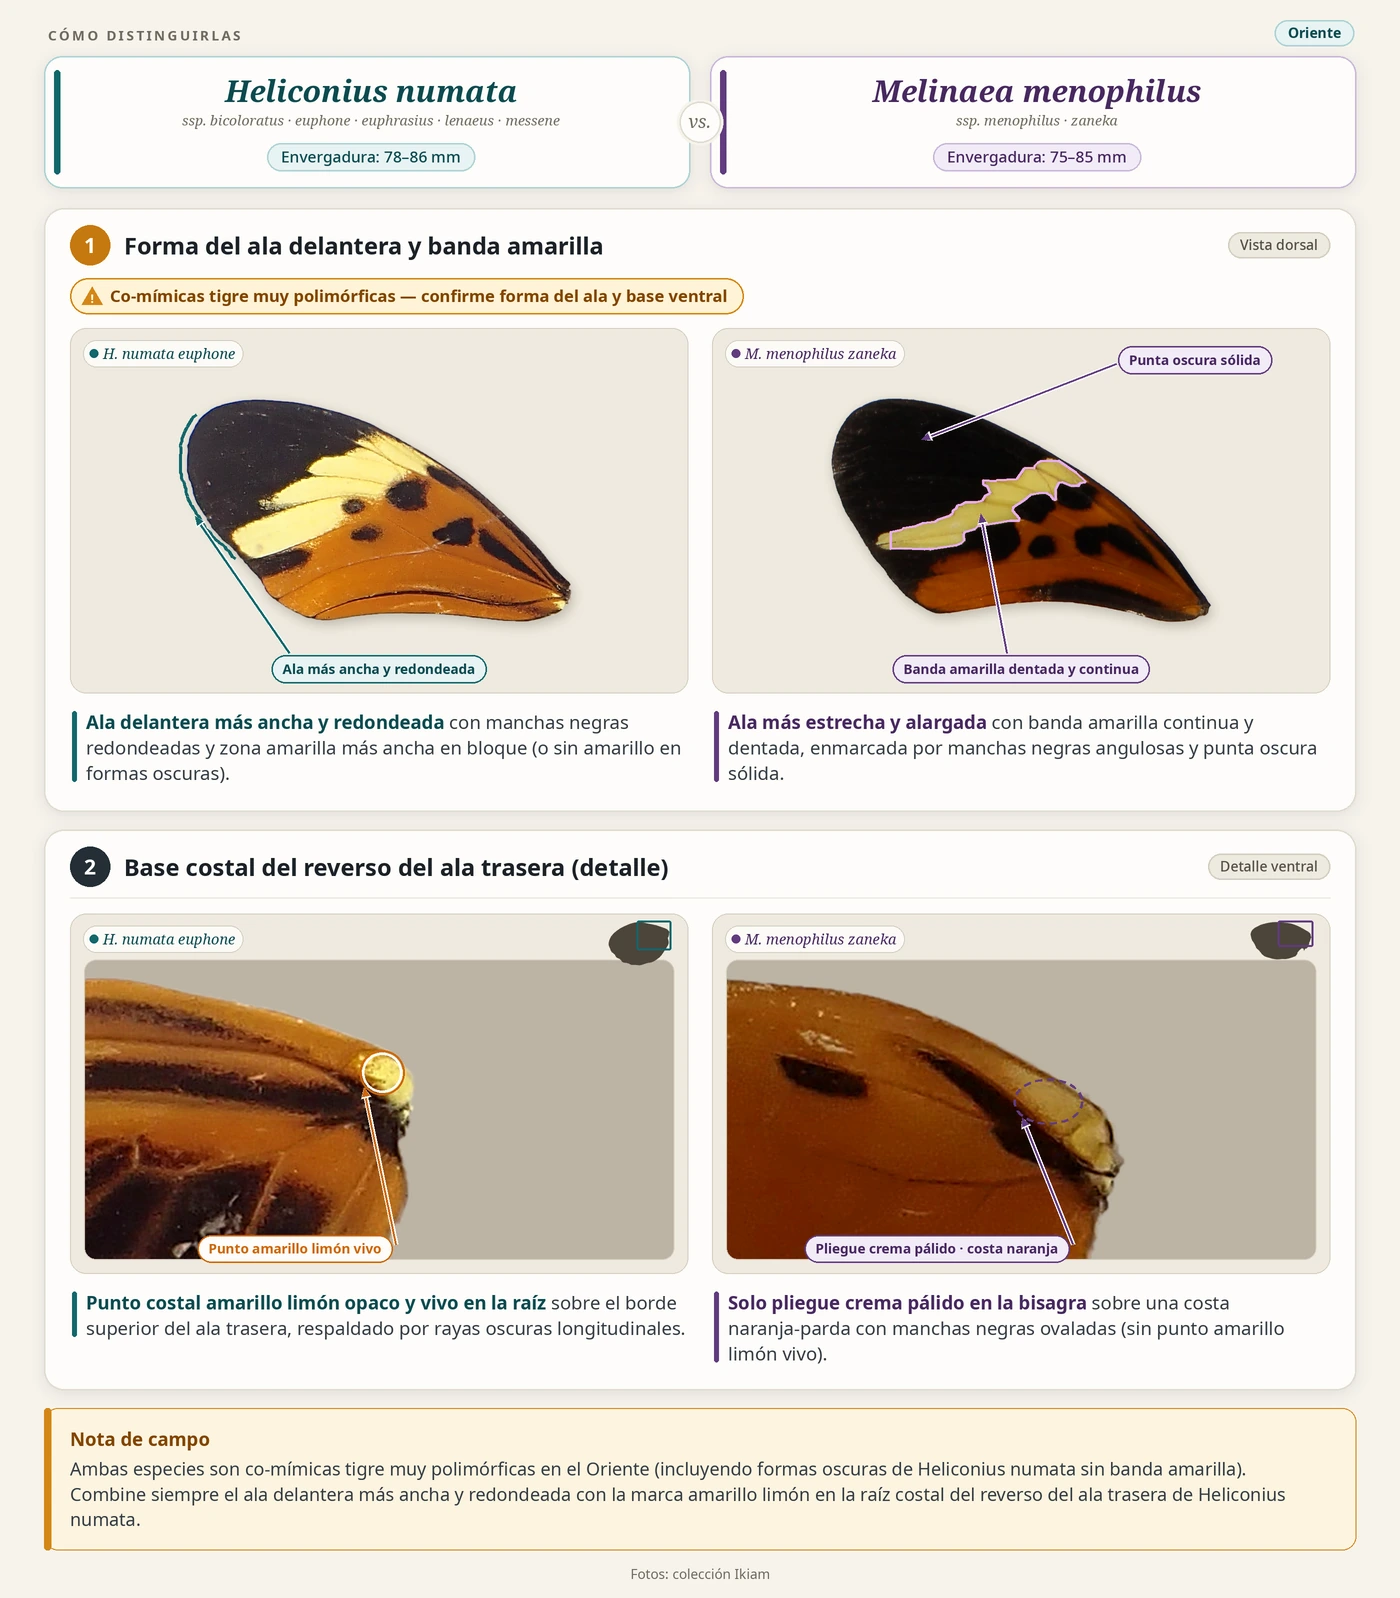 CÓMO DISTINGUIRLAS
Oriente
Heliconius numata
ssp. bicoloratus · euphone · euphrasius · lenaeus · messene
Envergadura: 78–86 mm
vs.
Melinaea menophilus
ssp. menophilus · zaneka
Envergadura: 75–85 mm
1 Forma del ala delantera y banda amarilla
Vista dorsal
Co-mímicas tigre muy polimórficas — confirme forma del ala y base ventral
H. numata euphone
Ala más ancha y redondeada
M. menophilus zaneka
Punta oscura sólida
Banda amarilla dentada y continua
Ala delantera más ancha y redondeada con manchas negras
redondeadas y zona amarilla más ancha en bloque (o sin amarillo en
formas oscuras).
Ala más estrecha y alargada con banda amarilla continua y
dentada, enmarcada por manchas negras angulosas y punta oscura
sólida.
2 Base costal del reverso del ala trasera (detalle)
Detalle ventral
H. numata euphone
Punto amarillo limón vivo
M. menophilus zaneka
Pliegue crema pálido · costa naranja
Punto costal amarillo limón opaco y vivo en la raíz sobre el borde
superior del ala trasera, respaldado por rayas oscuras longitudinales.
Solo pliegue crema pálido en la bisagra sobre una costa
naranja-parda con manchas negras ovaladas (sin punto amarillo
limón vivo).
Nota de campo
Ambas especies son co-mímicas tigre muy polimórficas en el Oriente (incluyendo formas oscuras de Heliconius numata sin banda amarilla).
Combine siempre el ala delantera más ancha y redondeada con la marca amarillo limón en la raíz costal del reverso del ala trasera de Heliconius
numata.
Fotos: colección Ikiam